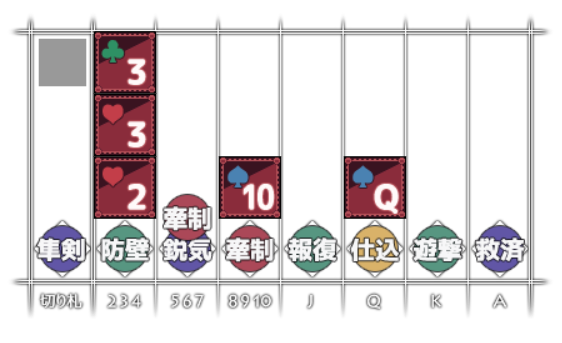 3
3
2 10 Q
牽制
隼剣 防壁 鋭気 牽制 報復 仕込 遊撃 救済
切り札 234 567 8910 J Q K A